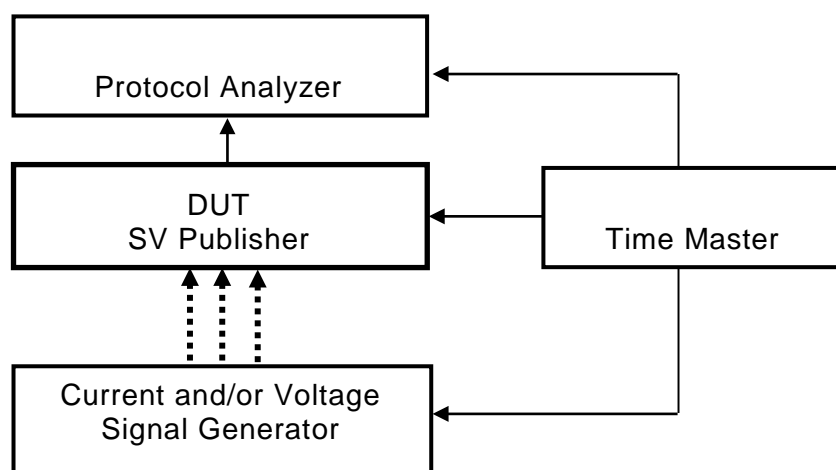 Protocol Analyzer
DUT
SV Publisher
Time Master
Current and/or Voltage
Signal Generator